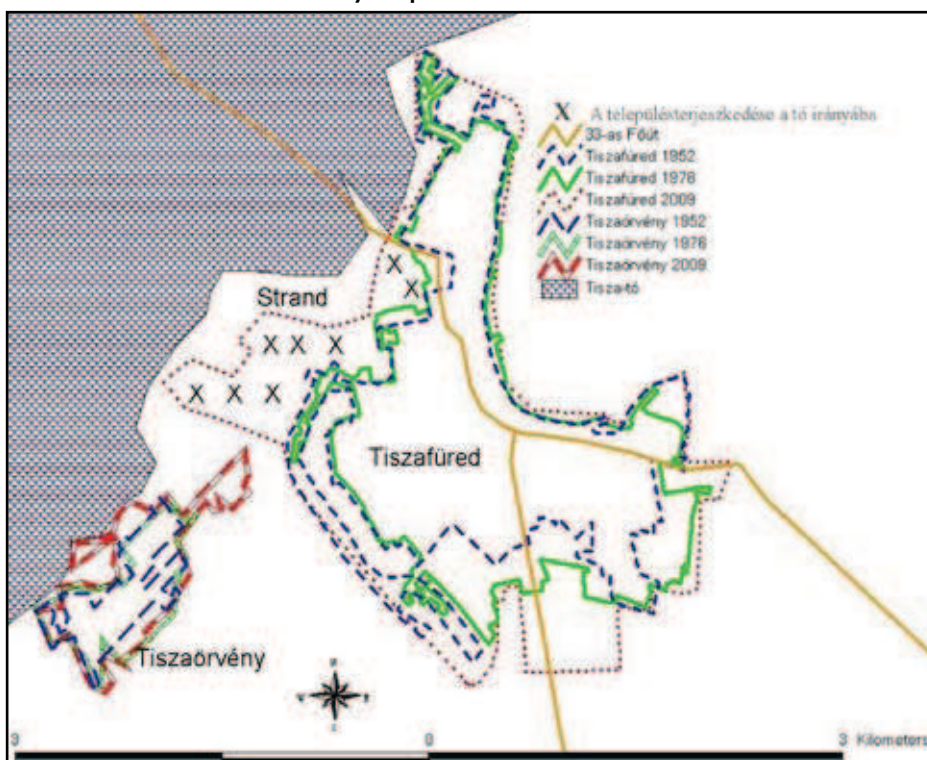 X A településterjeszkedése a tó irányába
33-as Főút
Tiszafüred 1952
Tiszafüred 1978
Tiszafüred 2009
Tiszaörvény 1952
Tiszaörvény 1976
Tiszaörvény 2009
Tisza-tó
X
X
Strand
X X X
X X X
Tiszafüred
Tiszaörvény
3 0 3 Kilometers